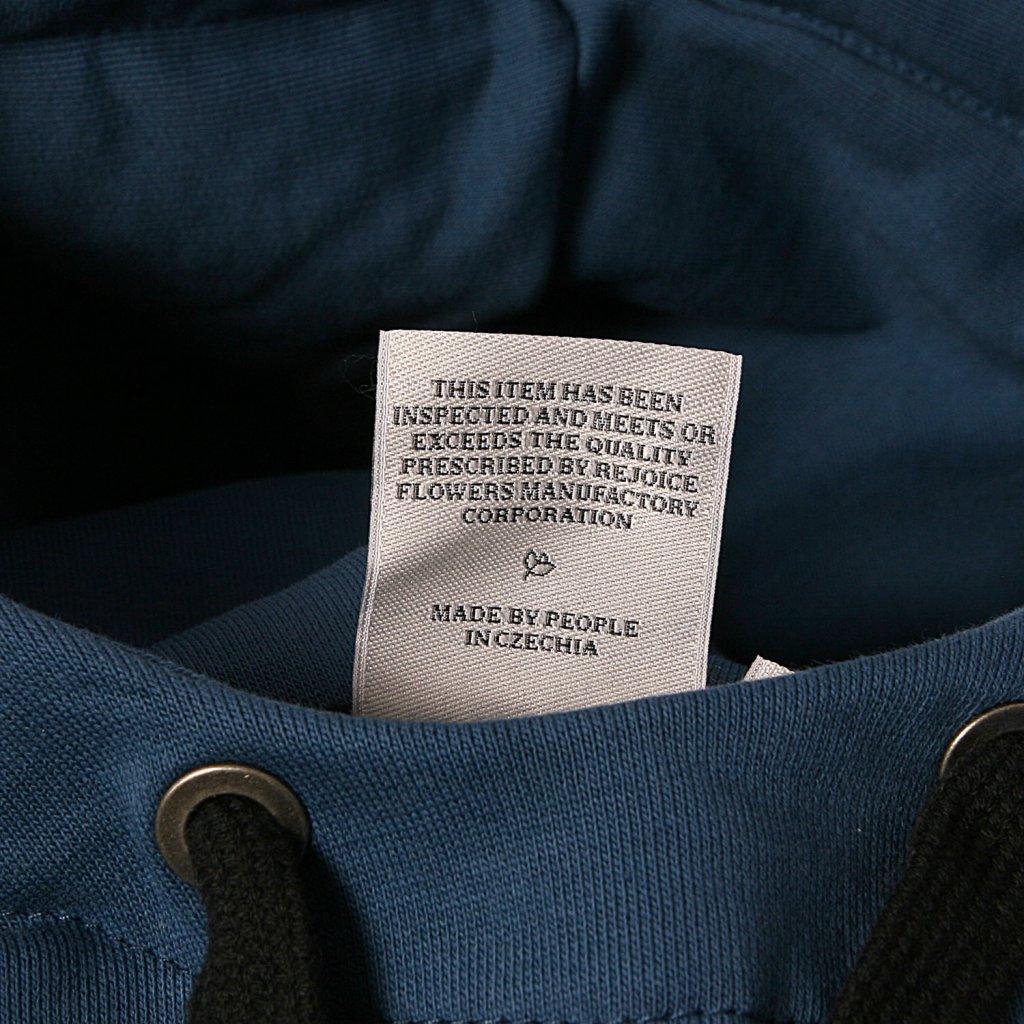 THIS ITEM HAS BEEN
INSPECTED AND MEETS OR
EXCEEDS THE QUALITY
PRESCRIBED BY REJOICE
FLOWERS MANUFACTORY
CORPORATION
MADE BY PEOPLE
IN CZECHIA